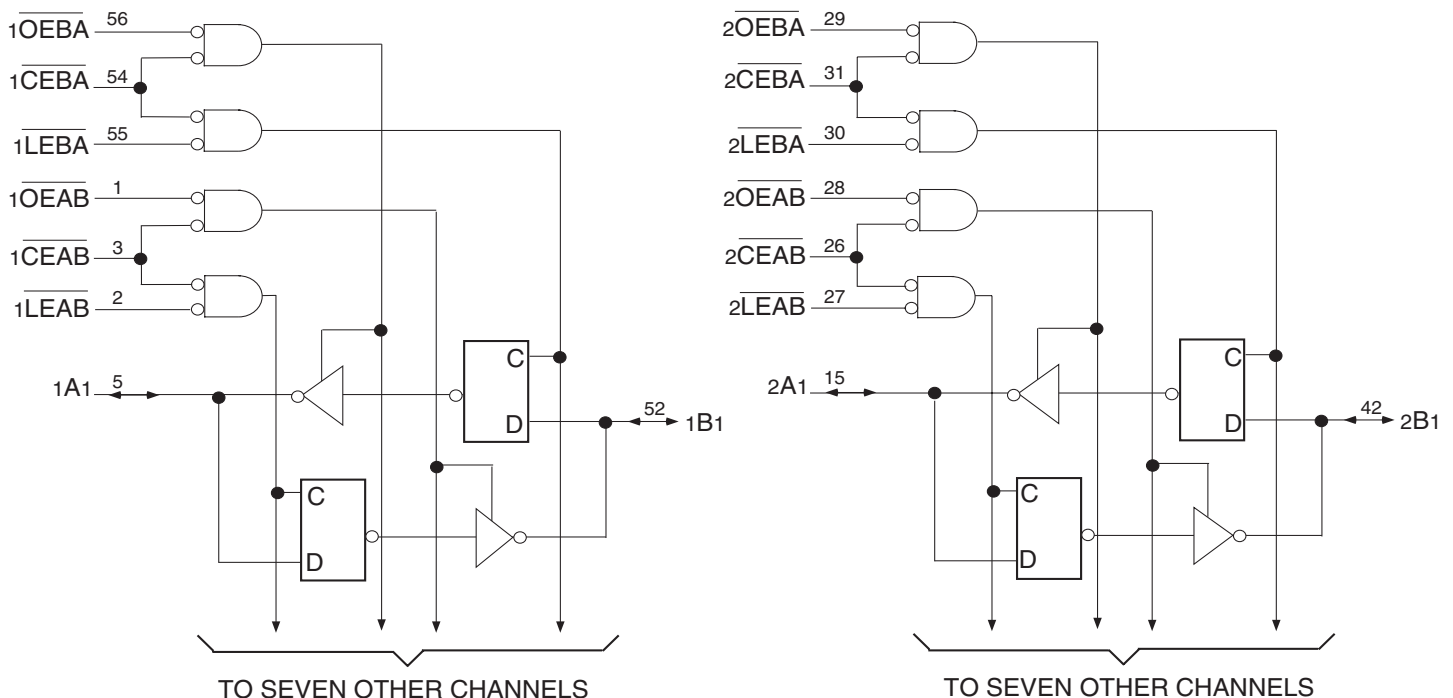 1OEBA 56
1CEBA 54
1LEBA 55
1OEAB 1
1CEAB 3
1LEAB 2
1A1 5
C
D
52 1B1
C
D
TO SEVEN OTHER CHANNELS
2OEBA 29
2CEBA 31
2LEBA 30
2OEAB 28
2CEAB 26
2LEAB 27
2A1 15
C
D
42 2B1
C
D
TO SEVEN OTHER CHANNELS